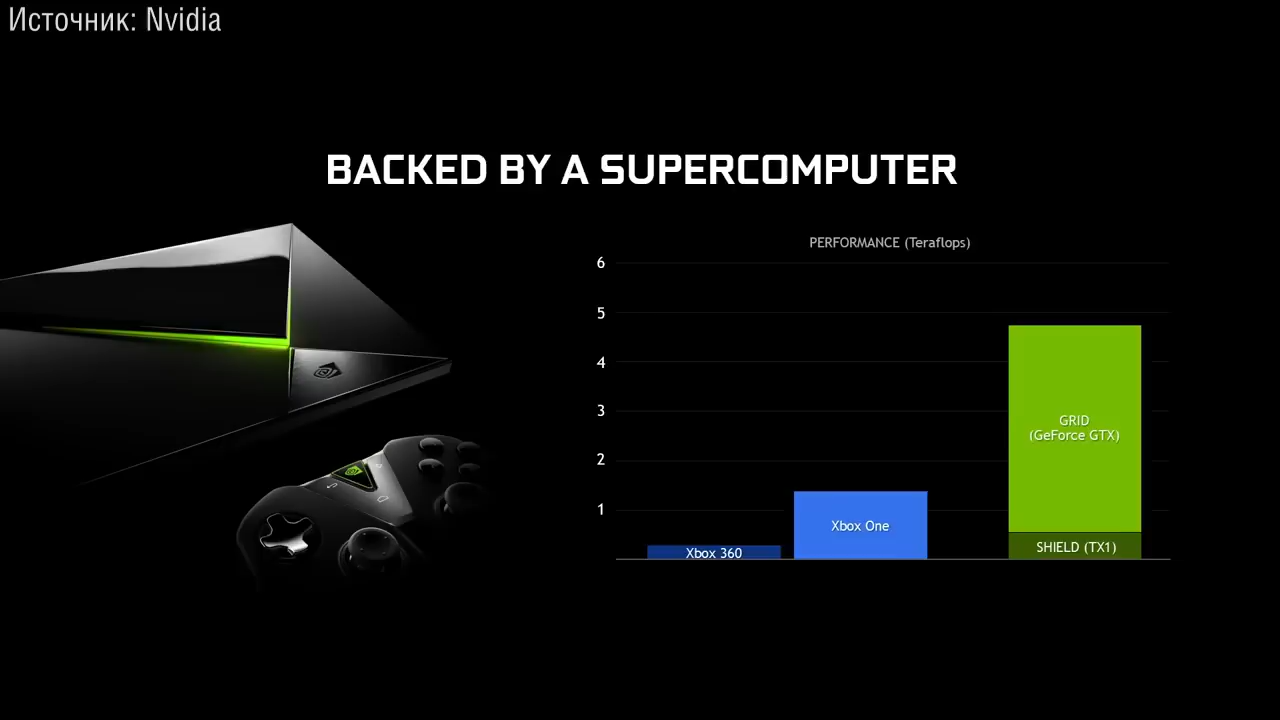 Источник: Nvidia
BACKED BY A SUPERCOMPUTER
PERFORMANCE (Teraflops)
6
5
4
3
2
1
Xbox 360
Xbox One
GRID
(GeForce GTX)
SHIELD (TX1)